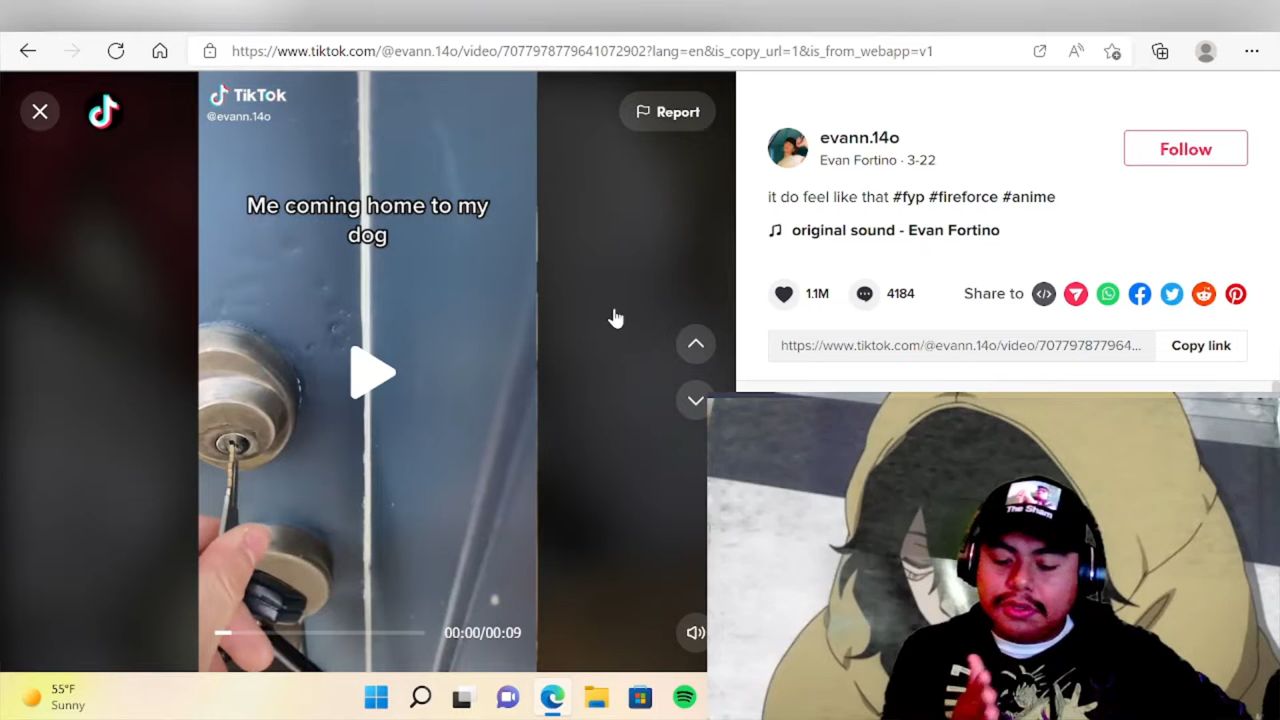 https://www.tiktok.com/@evann.14o/video/7077978779641072902?lang=en&is_copy_url=1&is_from_webapp=v1
TikTok
@evann.14o
Report
Me coming home to my
dog
00:00/00:09
evann.14o
Evan Fortino · 3-22
Follow
it do feel like that #fyp #fireforce #anime
original sound - Evan Fortino
1.1M
4184
Share to
https://www.tiktok.com/@evann.14o/video/707797877964...
Copy link
The Sham
55°F
Sunny